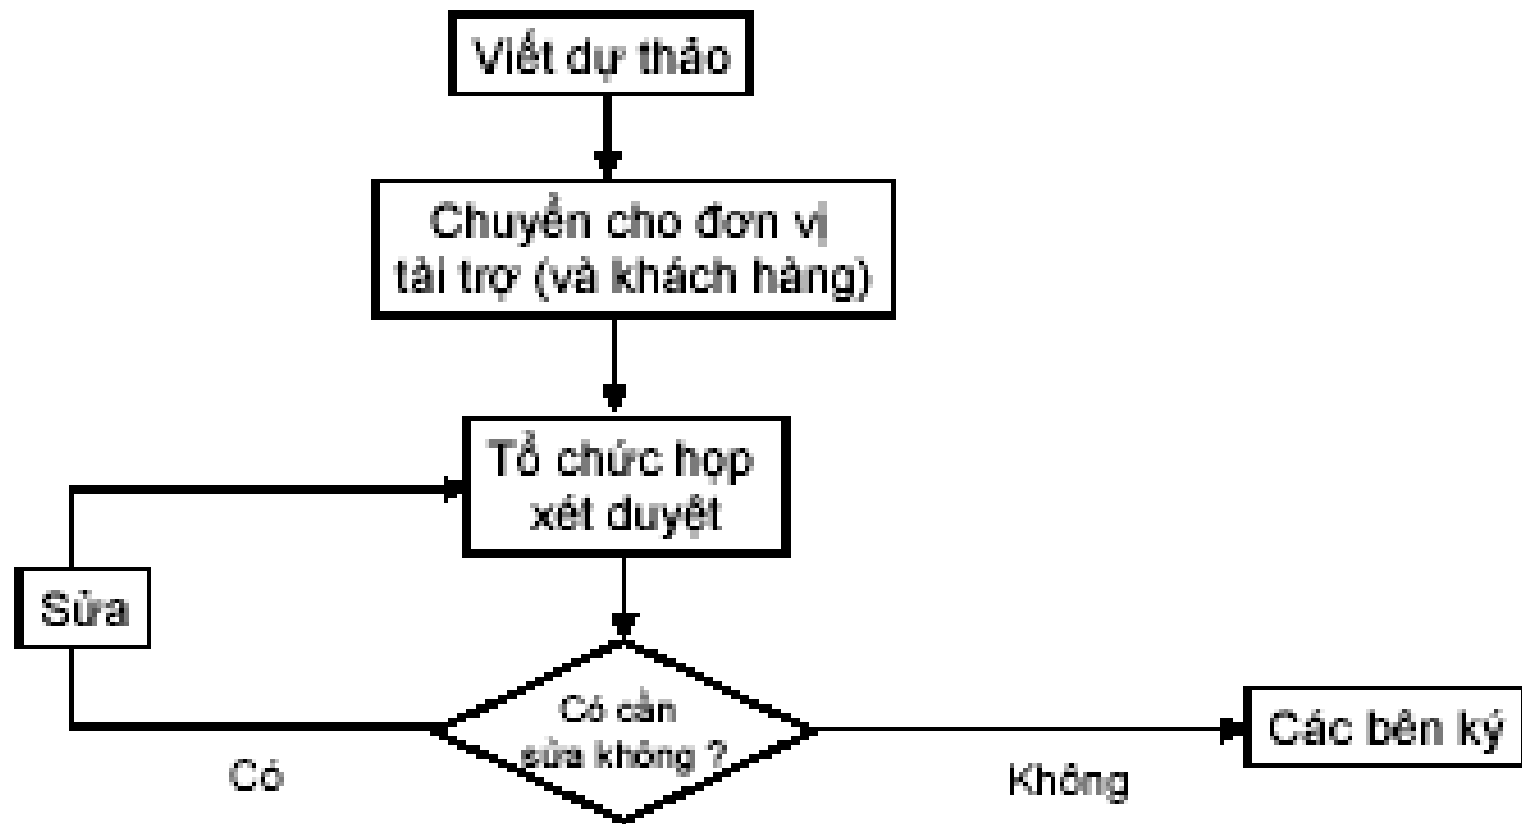 Viết dự thảo
Chuyển cho đơn vị
tài trợ (và khách hàng)
Tổ chức họp
xét duyệt
Sửa
Có cần
sửa không ?
Có
Không
Các bên ký